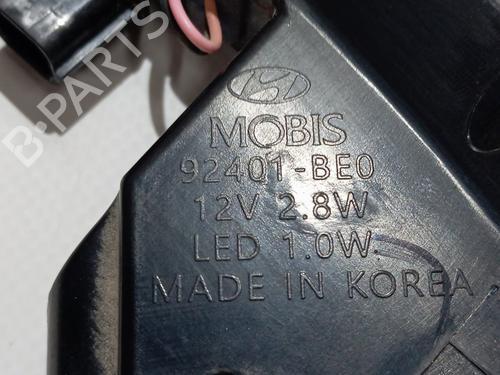 MOBIS
92401-BE0
12V 2.8W
LED 1.0W
MADE IN KOREA
B-Parts